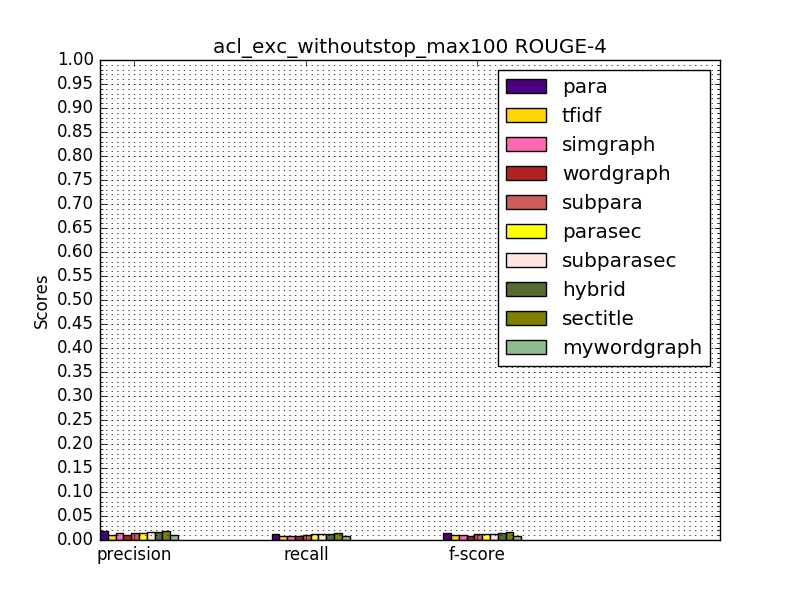 acl_exc_withoutstop_max100 ROUGE-4
1.00
0.95
0.90
0.85
0.80
0.75
0.70
0.65
0.60
0.55
0.50
0.45
0.40
0.35
0.30
0.25
0.20
0.15
0.10
0.05
0.00
Scores
para
tfidf
simgraph
wordgraph
subpara
parasec
subparasec
hybrid
sectitle
mywordgraph
precision
recall
f-score